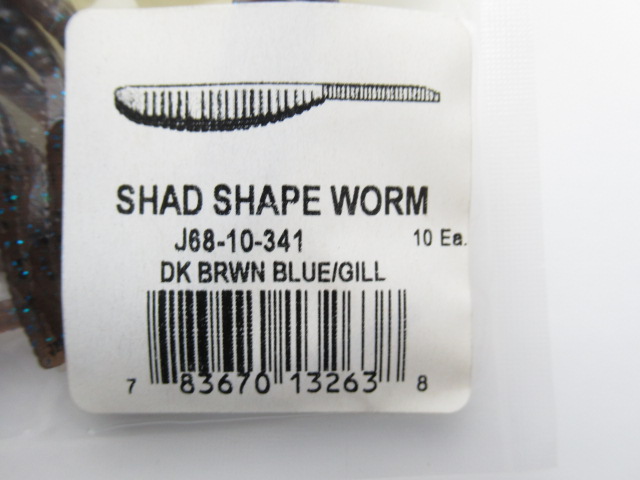 SHAD SHAPE WORM
J68-10-341 10 Ea.
DK BRWN BLUE/GILL
7 83670 13263 8